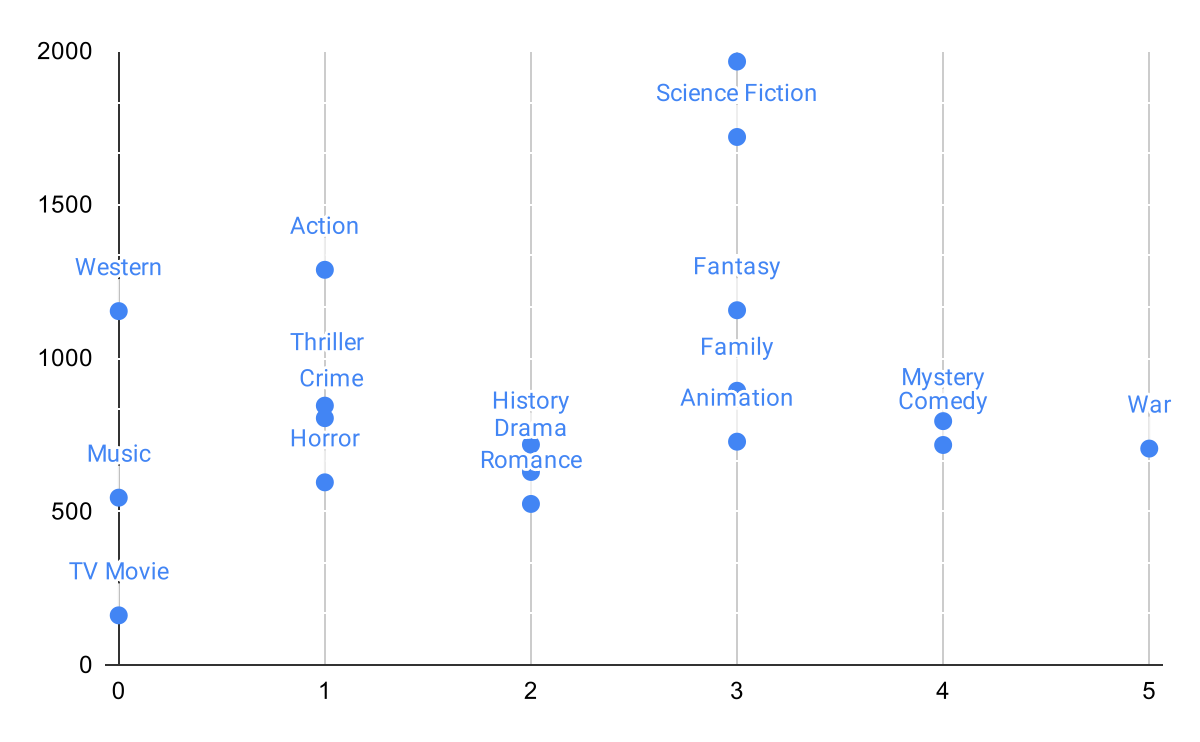 2000
Science Fiction
1500
Action
Western
Fantasy
Thriller
Family
1000
Crime
Mystery
Animation
History
Comedy
War
Drama
Horror
Music
Romance
500
TV Movie
0
0 1 2 3 4 5